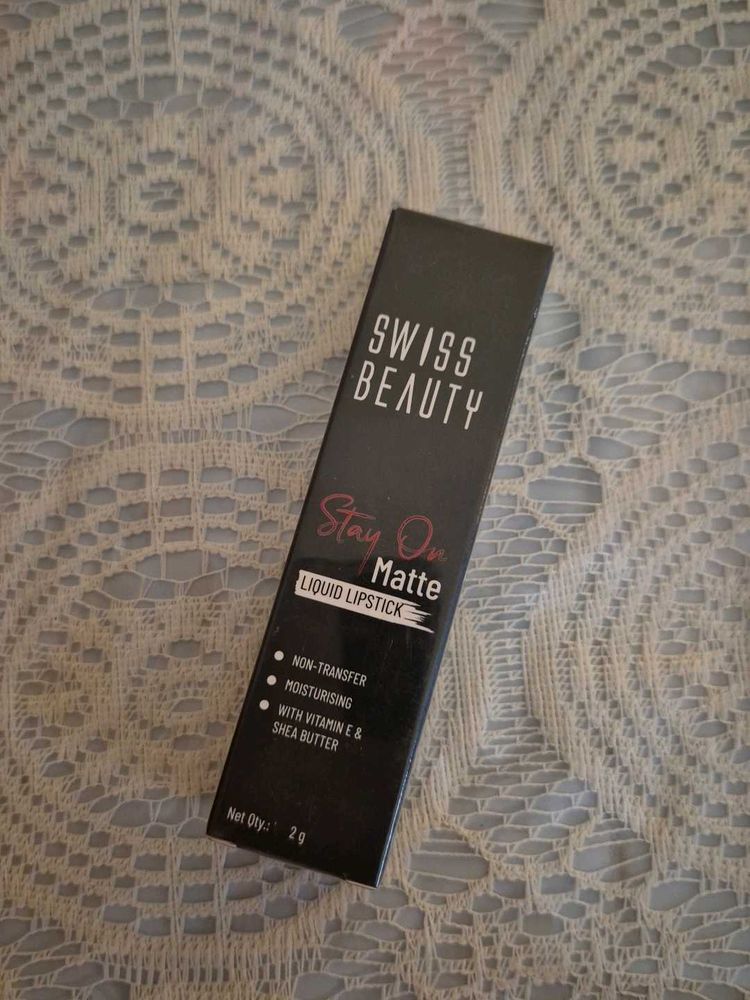 SWISS
BEAUTY
Stay On
Matte
LIQUID LIPSTICK
NON-TRANSFER
MOISTURISING
WITH VITAMIN E &
SHEA BUTTER
Net Qty.: 2 g